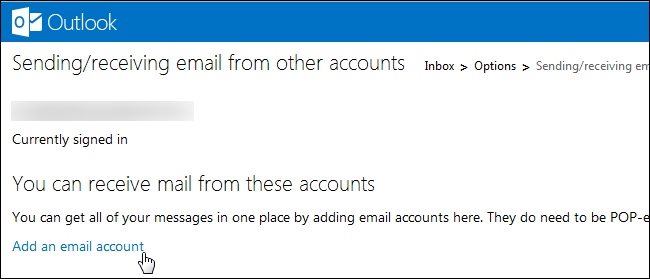 Outlook
Sending/receiving email from other accounts Inbox > Options > Sending/receiving em
Currently signed in
You can receive mail from these accounts
You can get all of your messages in one place by adding email accounts here. They do need to be POP-e
Add an email account